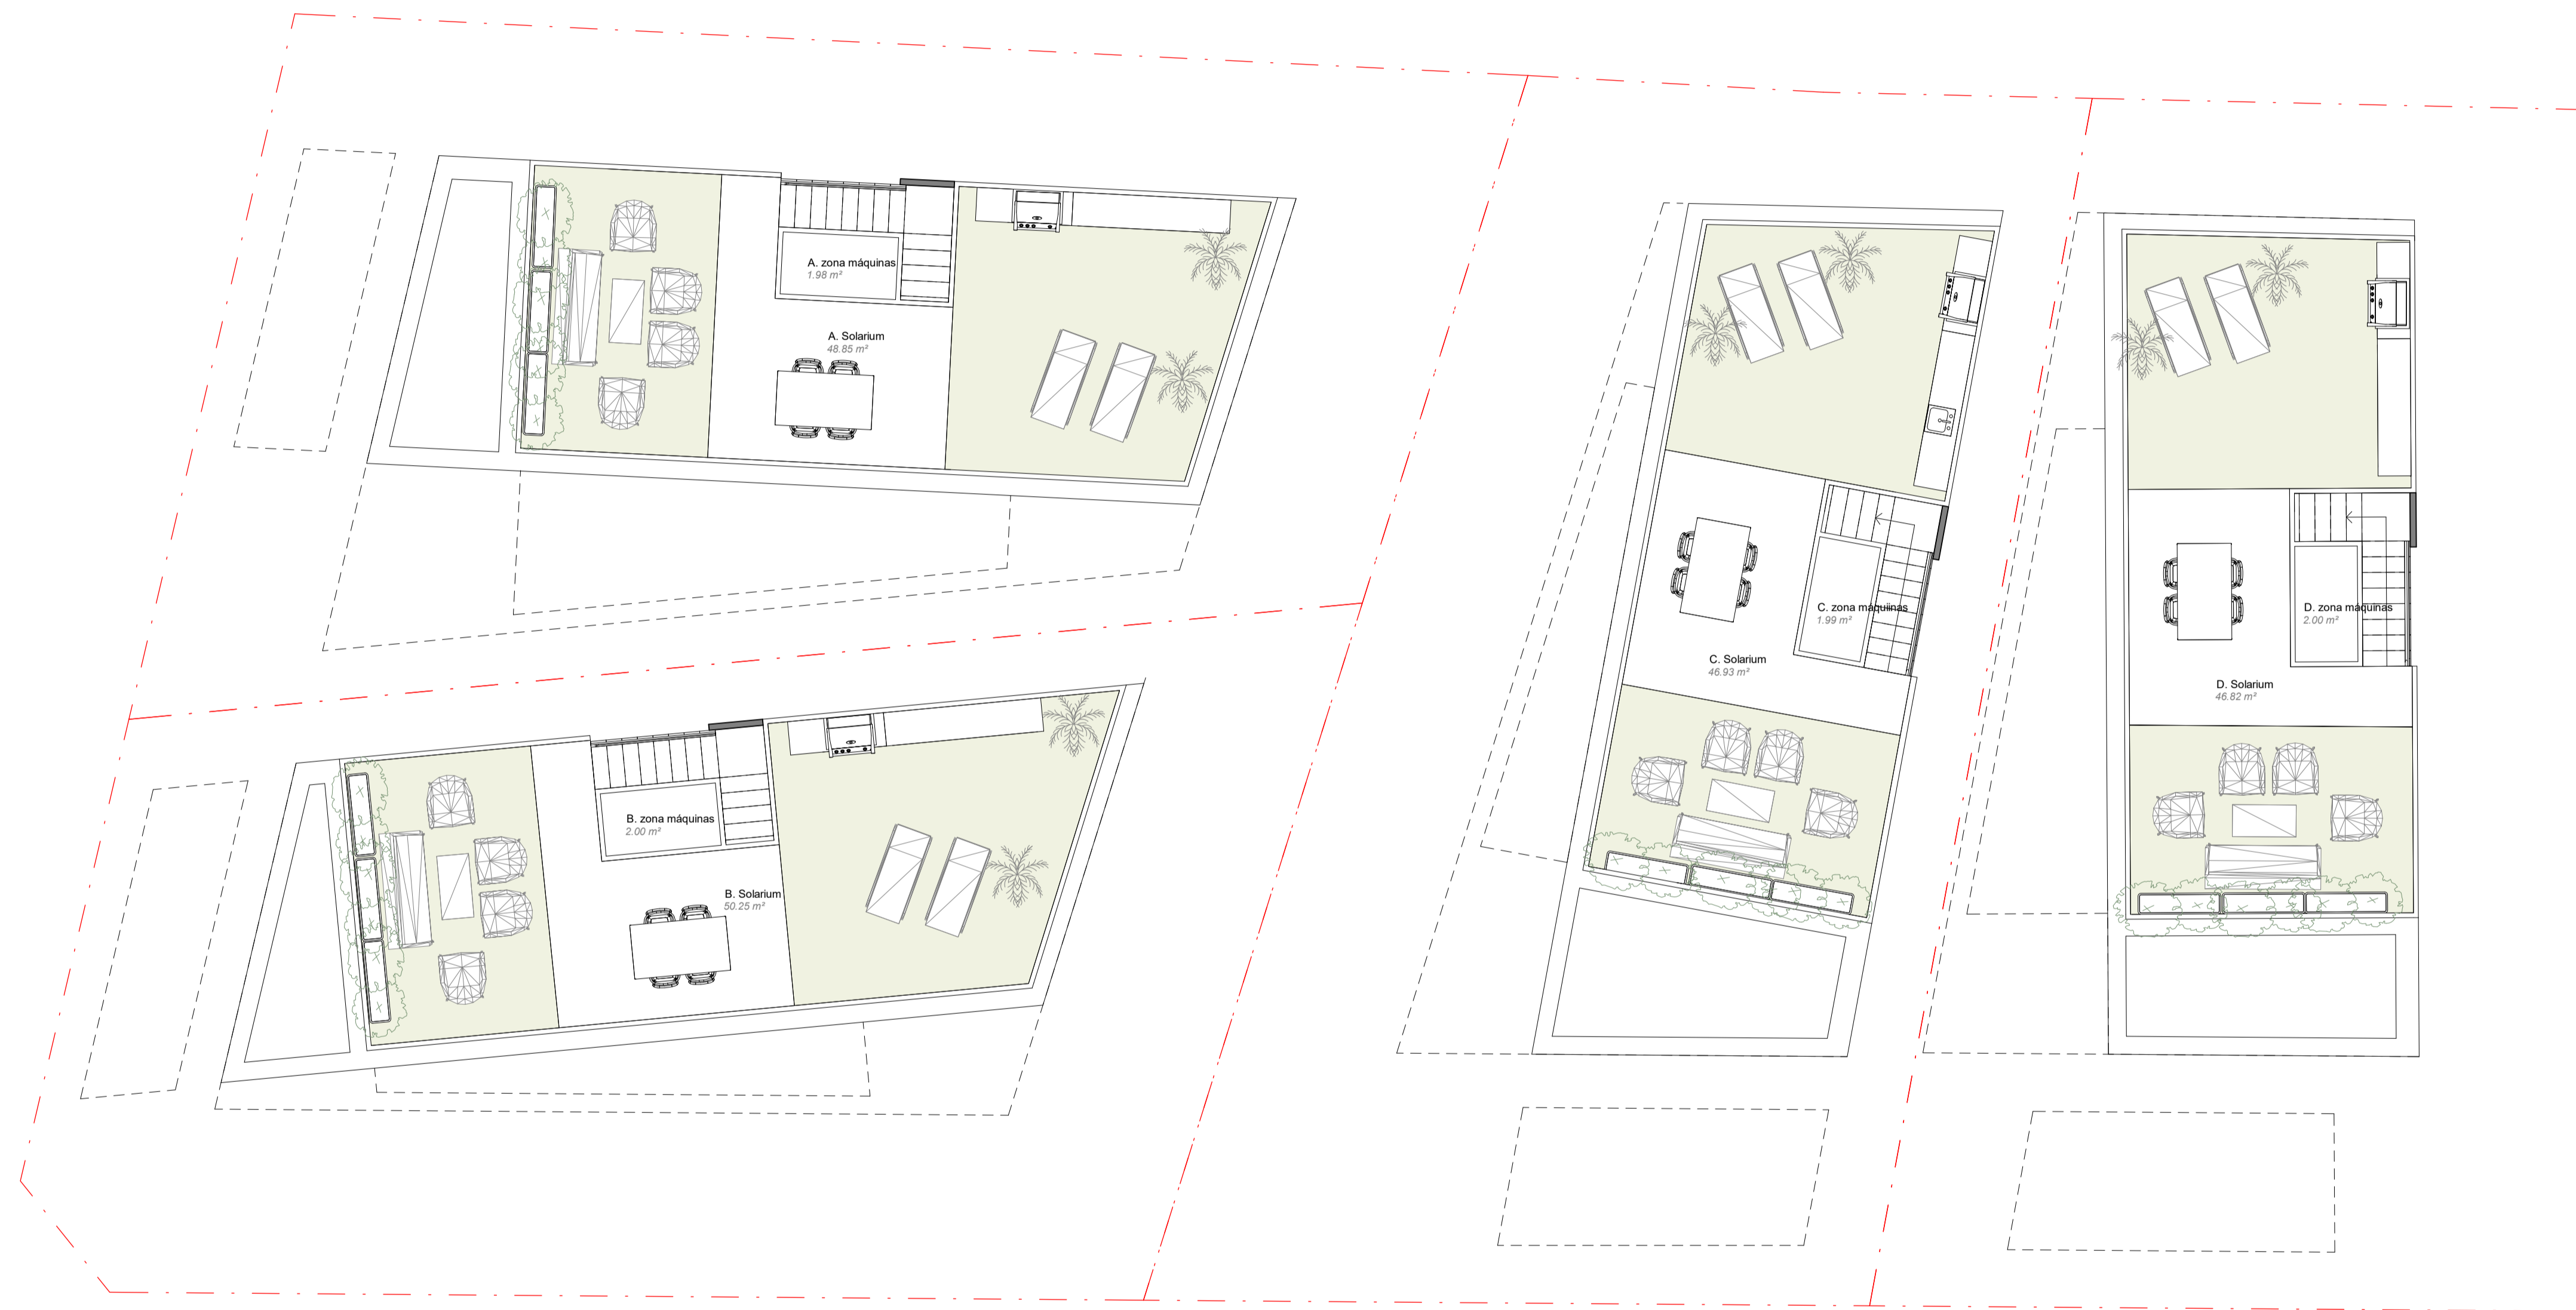 A. zona máquinas
1.98 m²
A. Solarium
48.85 m²
B. zona máquinas
2.00 m²
B. Solarium
50.25 m²
C. zona máquiinas
1.99 m²
C. Solarium
46.93 m²
D. zona máquinas
2.00 m²
D. Solarium
46.82 m²